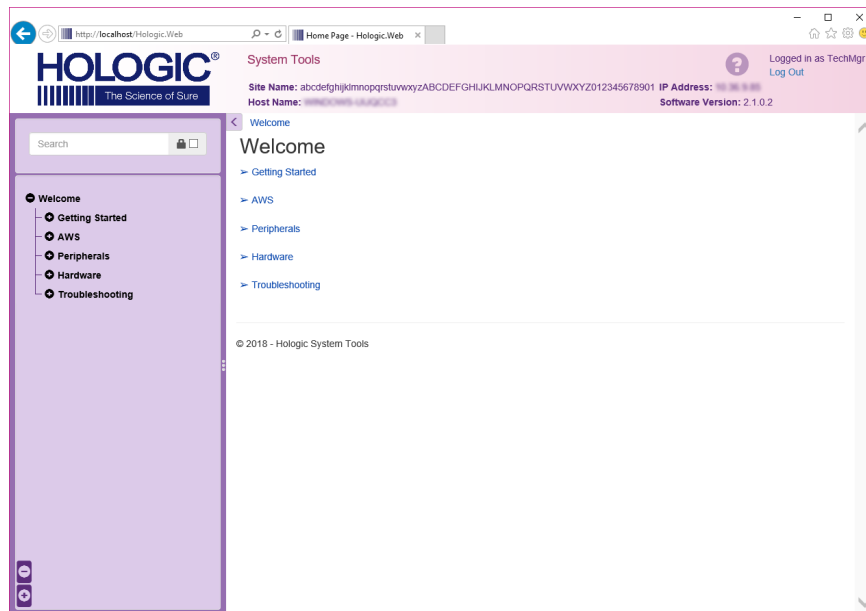 http://localhost/Hologic.Web
Home Page - Hologic.Web
HOLOGIC®
The Science of Sure
System Tools
Logged in as TechMgr
Log Out
Site Name: abcdefghijklmnopqrstuvwxyzABCDEFGHIJKLMNOPQRSTUVWXYZ012345678901 IP Address:
Host Name: Software Version: 2.1.0.2
Search
Welcome
Getting Started
AWS
Peripherals
Hardware
Troubleshooting
Welcome
Welcome
➢ Getting Started
➢ AWS
➢ Peripherals
➢ Hardware
➢ Troubleshooting
© 2018 - Hologic System Tools